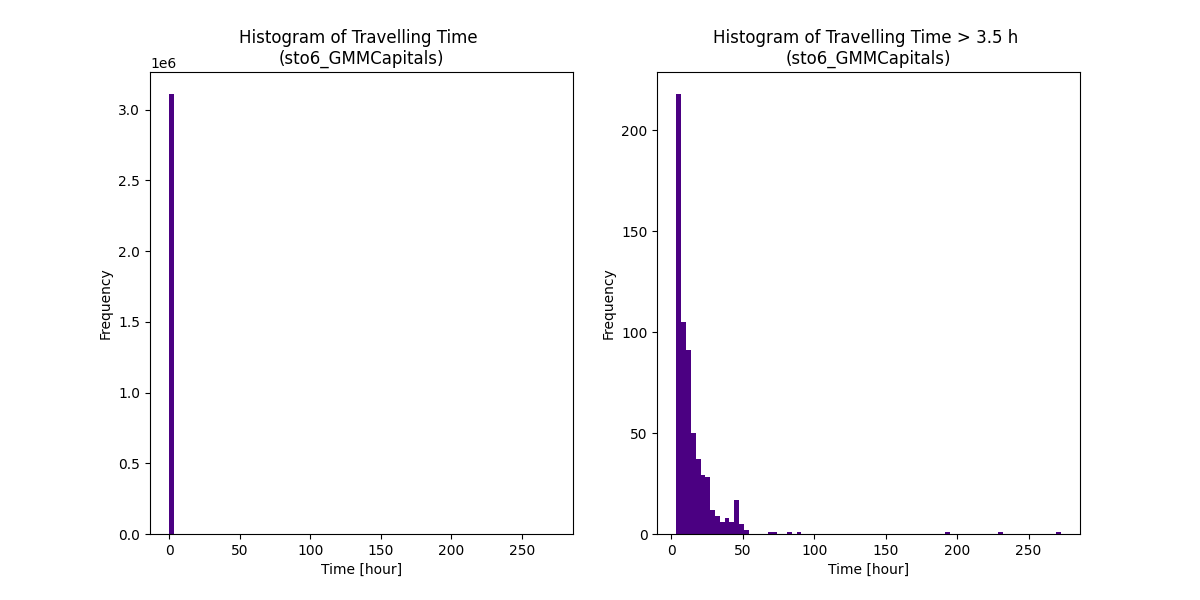 Histogram of Travelling Time
(sto6_GMMCapitals)
1e6
3.0
2.5
2.0
1.5
1.0
0.5
0.0
Frequency
0 50 100 150 200 250
Time [hour]
Histogram of Travelling Time > 3.5 h
(sto6_GMMCapitals)
200
150
100
50
0
Frequency
0 50 100 150 200 250
Time [hour]